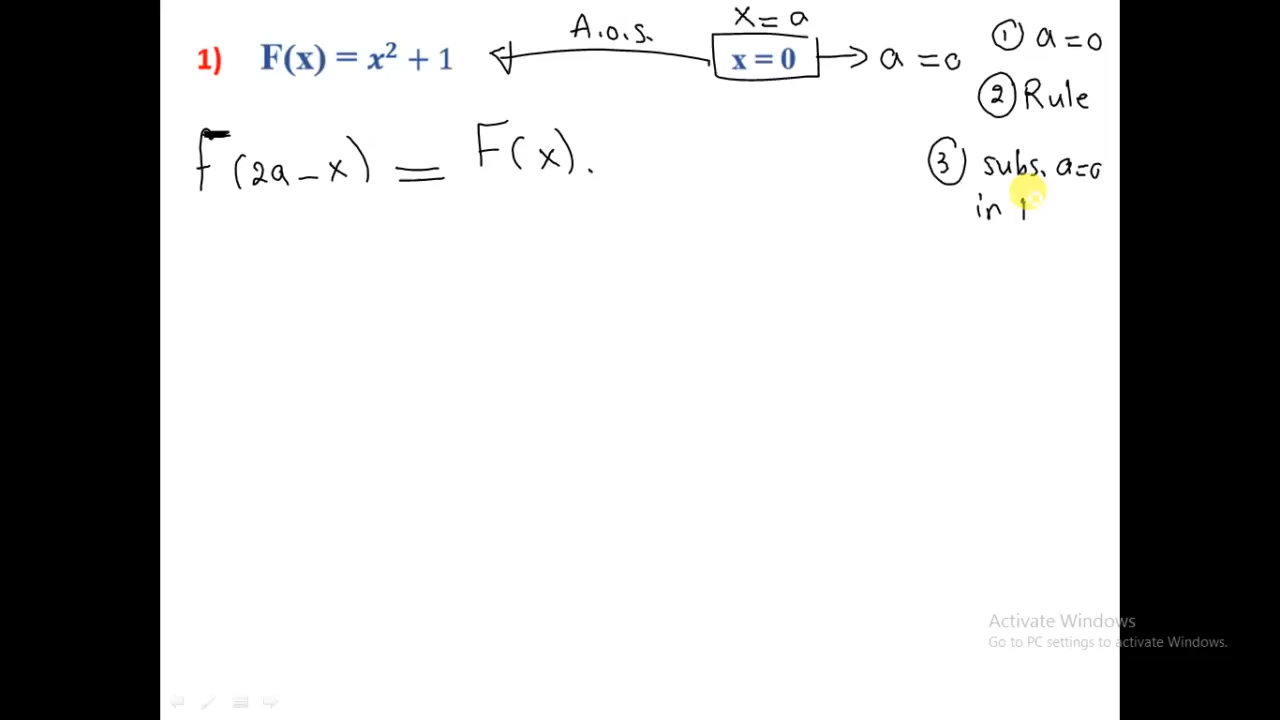 1) F(x) = x² + 1
A.o.s.
x = a
x = 0
a = 0
① a = 0
② Rule
F(2a - x) = F(x).
③ subs. a=0
in
Activate Windows
Go to PC settings to activate Windows.